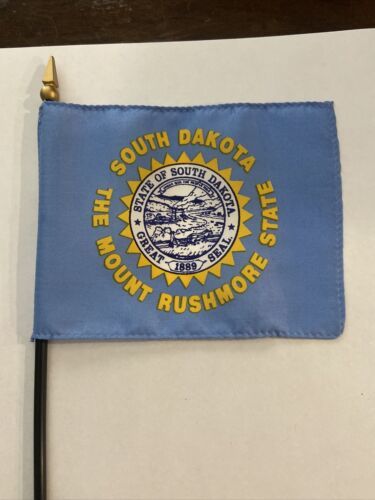 SOUTH DAKOTA
THE MOUNT RUSHMORE STATE
STATE OF SOUTH DAKOTA
GREAT SEAL
1889